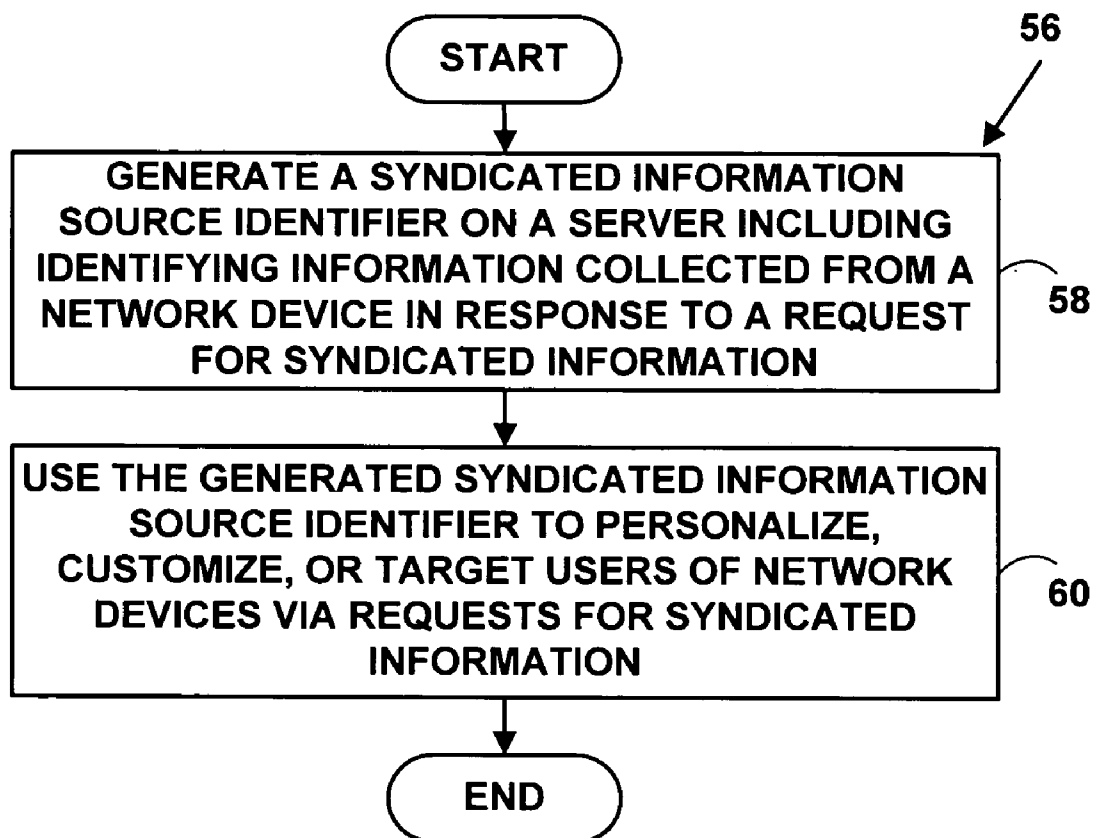 56
START
GENERATE A SYNDICATED INFORMATION
SOURCE IDENTIFIER ON A SERVER INCLUDING
IDENTIFYING INFORMATION COLLECTED FROM A
NETWORK DEVICE IN RESPONSE TO A REQUEST
FOR SYNDICATED INFORMATION
58
USE THE GENERATED SYNDICATED INFORMATION
SOURCE IDENTIFIER TO PERSONALIZE,
CUSTOMIZE, OR TARGET USERS OF NETWORK
DEVICES VIA REQUESTS FOR SYNDICATED
INFORMATION
60
END